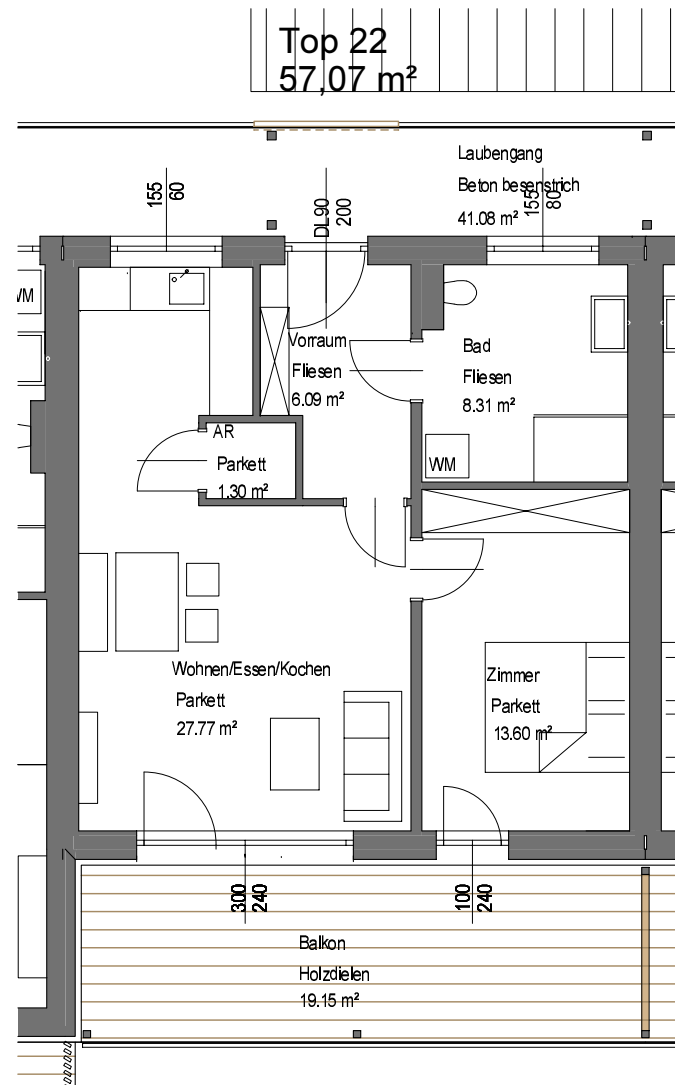 Top 22
57,07 m²
Laubengang
Beton besenstrich
41.08 m²
155
60
DL90
200
155
80
WM
Vorraum
Fliesen
6.09 m²
Bad
Fliesen
8.31 m²
WM
AR
Parkett
1.30 m²
Wohnen/Essen/Kochen
Parkett
27.77 m²
Zimmer
Parkett
13.60 m²
300
240
100
240
Balkon
Holzdielen
19.15 m²